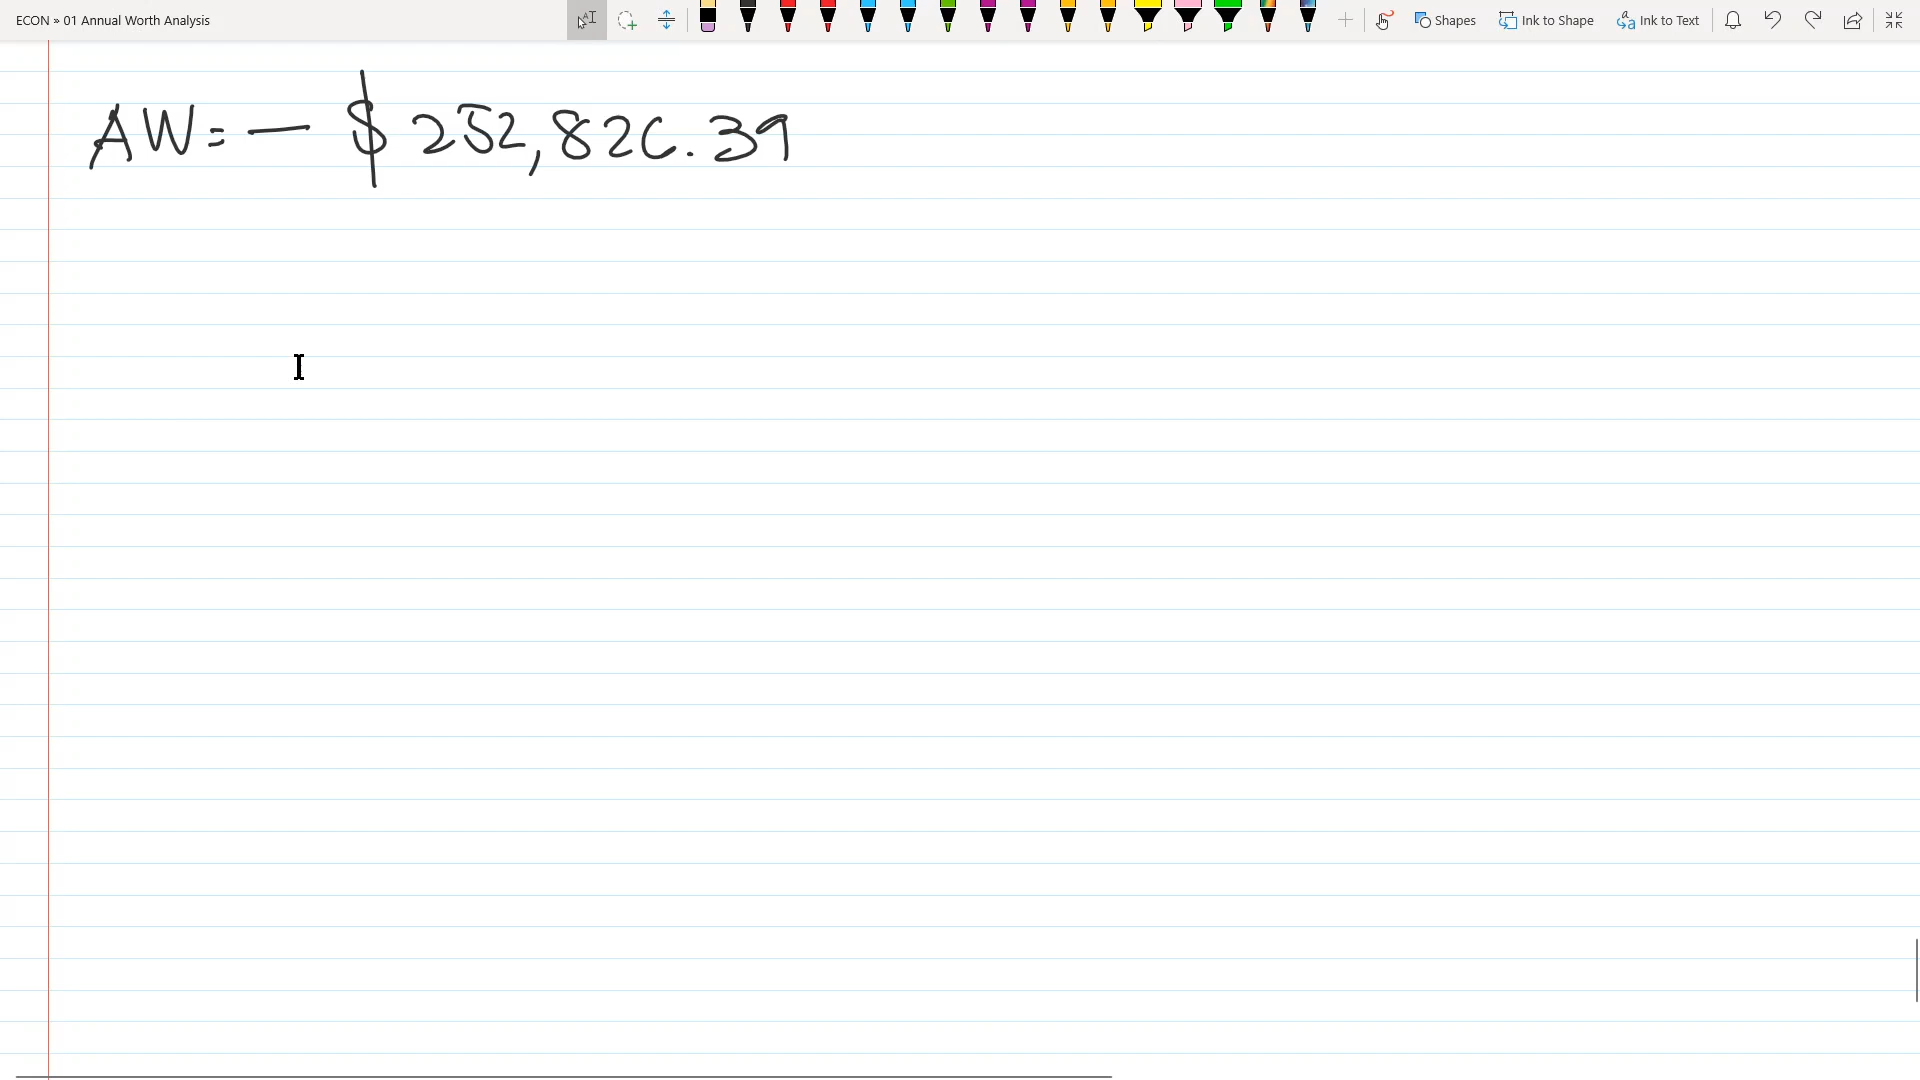 ECON » 01 Annual Worth Analysis
Shapes
Ink to Shape
Ink to Text
AW = - $ 252,826.39